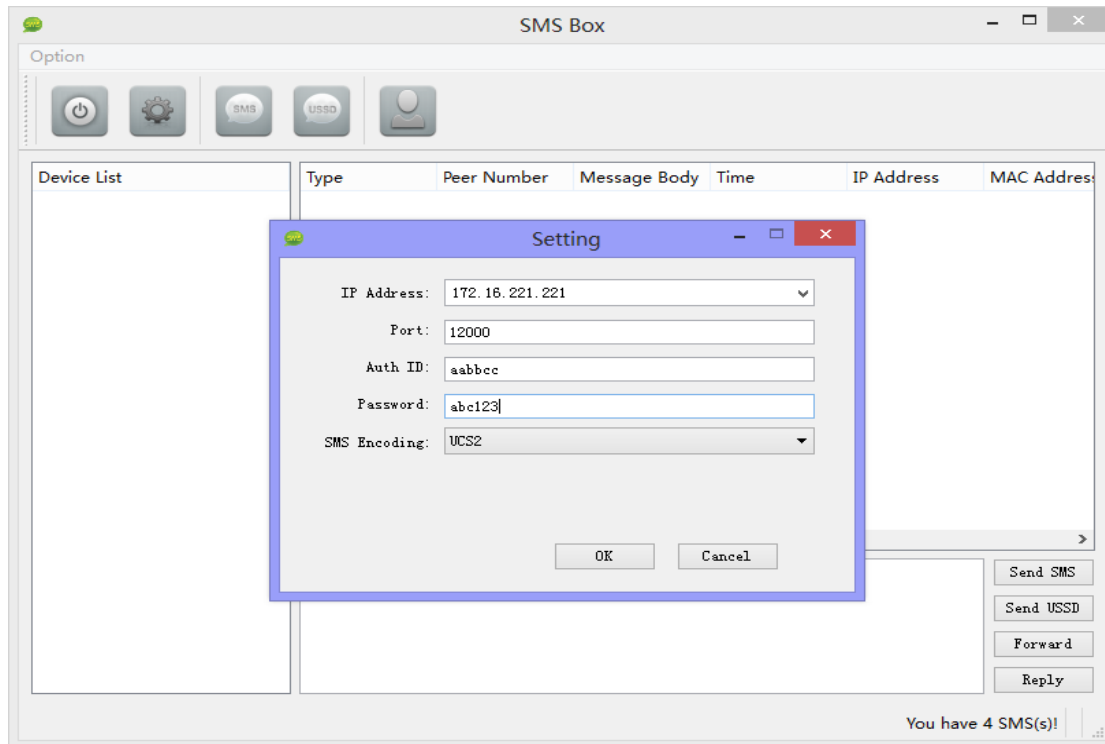 SMS Box
Option
SMS
USSD
Device List
Type Peer Number Message Body Time IP Address MAC Address
Setting
IP Address: 172.16.221.221
Port: 12000
Auth ID: aabbcc
Password: abc123
SMS Encoding: UCS2
OK Cancel
Send SMS
Send USSD
Forward
Reply
You have 4 SMS(s)!